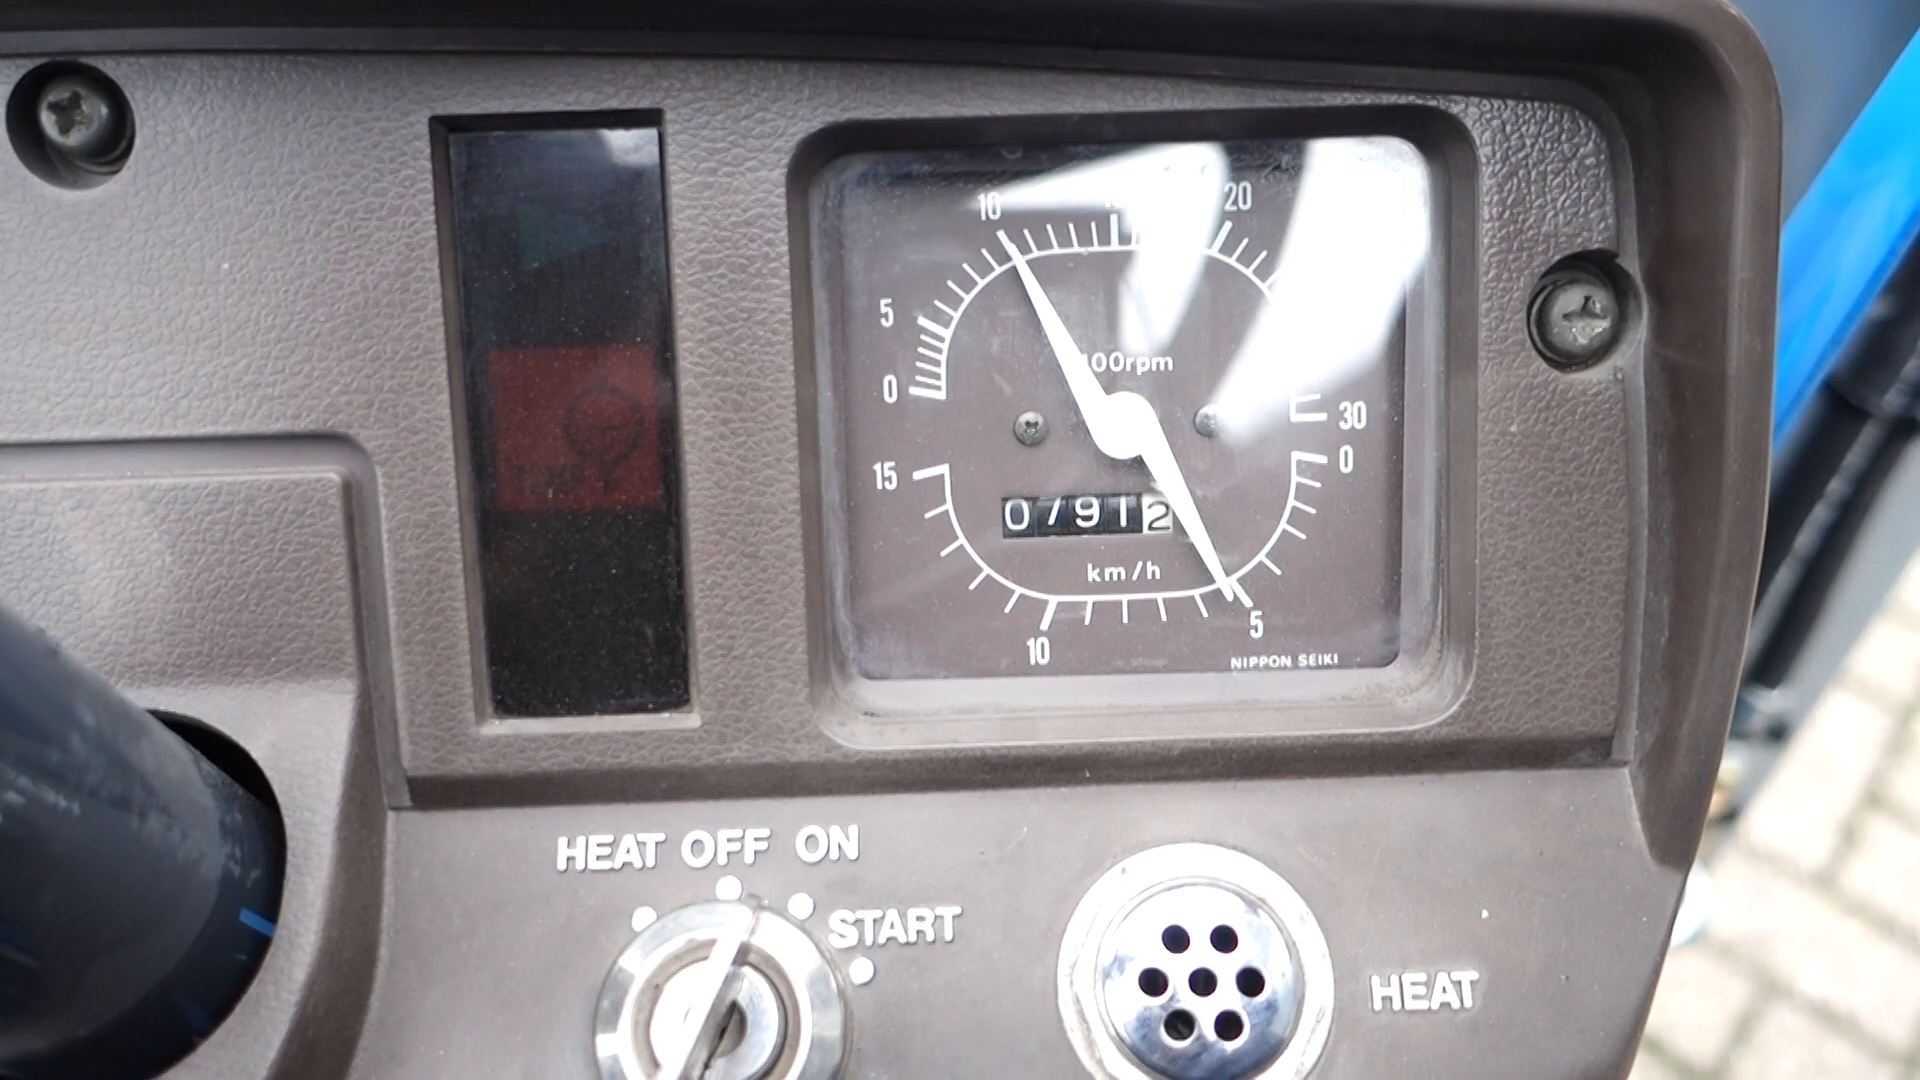 10
20
5
100rpm
0
30
15
0
07912
km/h
5
10
NIPPON SEIKI
HEAT OFF ON
START
HEAT